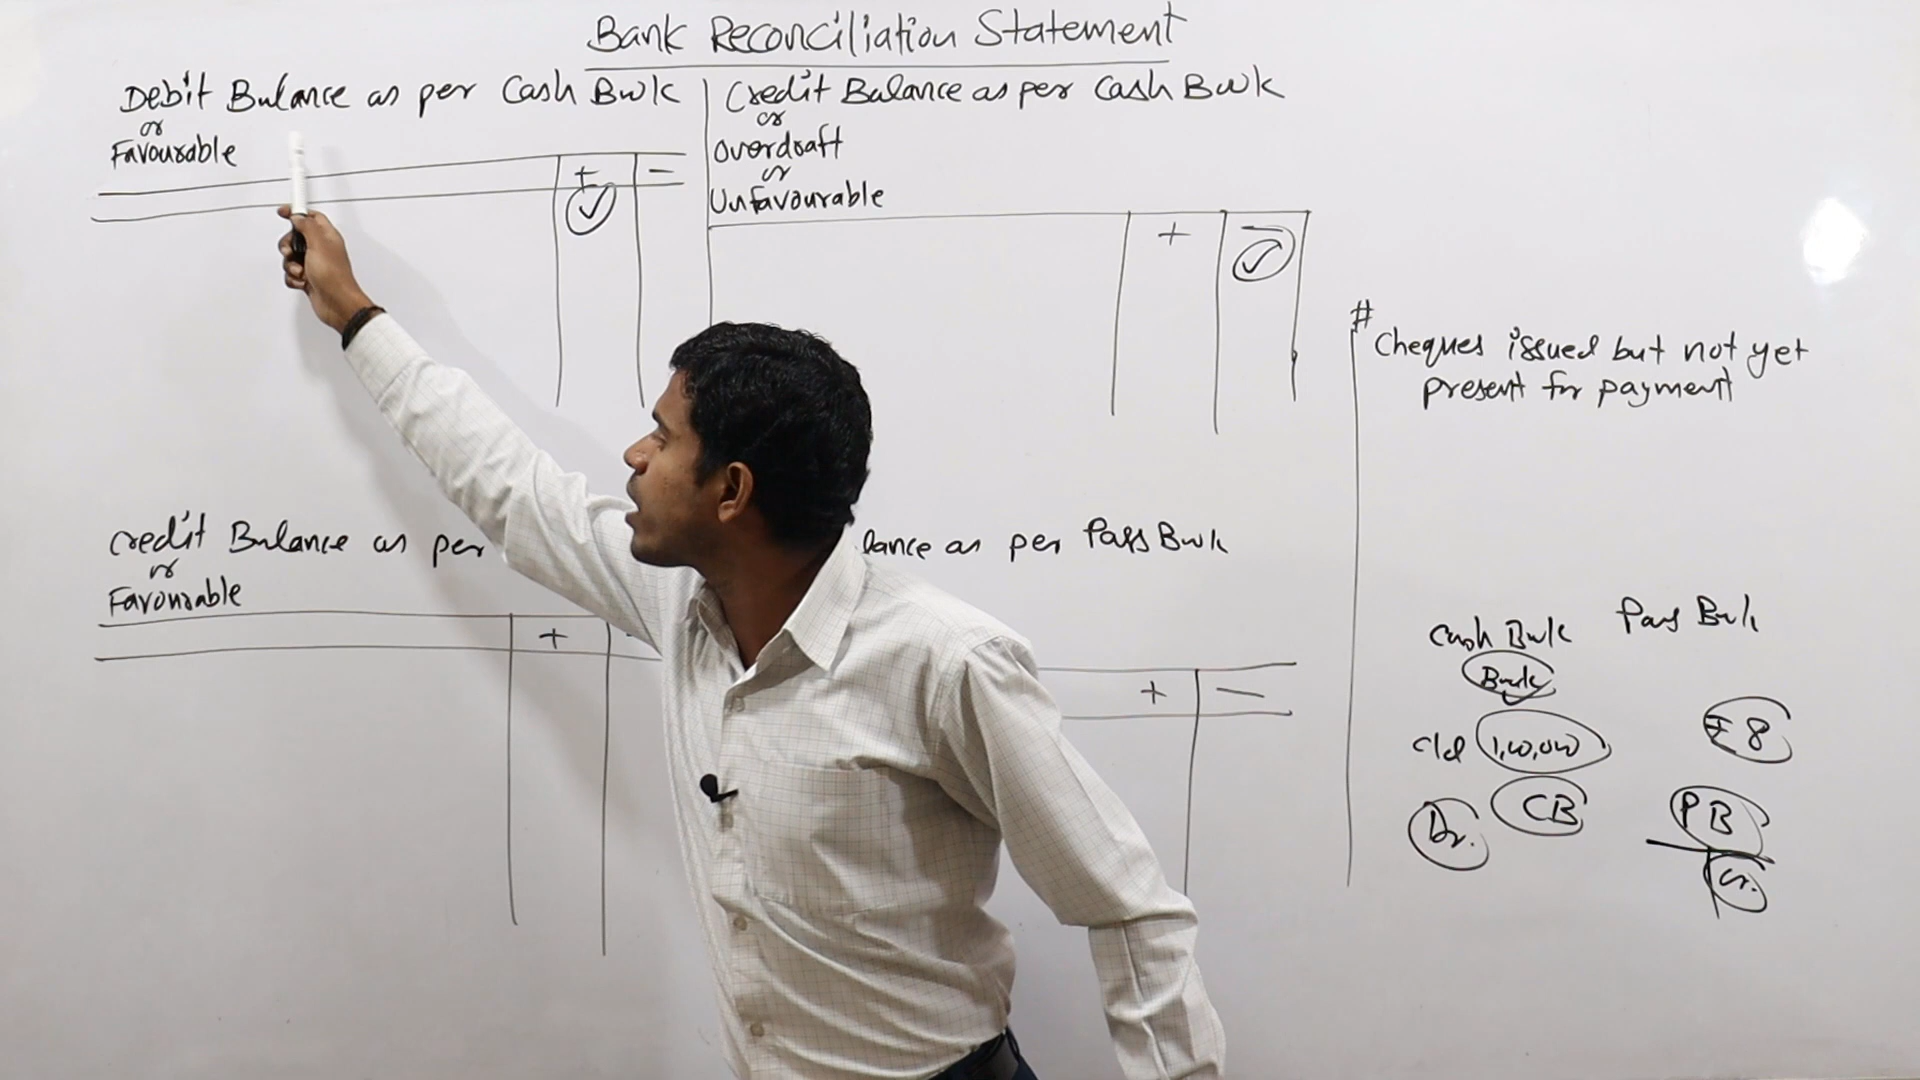 Bank Reconciliation Statement
Debit Balance as per Cash Book
or
Favourable
+ -
Credit Balance as per Cash Book
or
Overdraft
or
Unfavourable
+ -
#
Cheques issued but not yet
present for payment
Credit Balance as per
or
Favourable
+
lance as per Pass Book
+ -
Cash Book Pass Book
Bank
c/d 1,00,000 ₹ 8
Dr. CB PB
Cr.